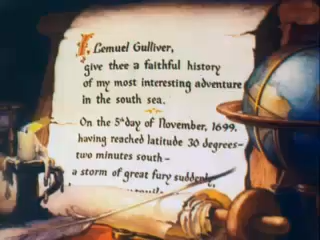 I, Lemuel Gulliver,
give thee a faithful history
of my most interesting adventure
in the south sea.
On the 5th day of November, 1699,
having reached latitude 30 degrees-
two minutes south-
a storm of great fury suddenly,